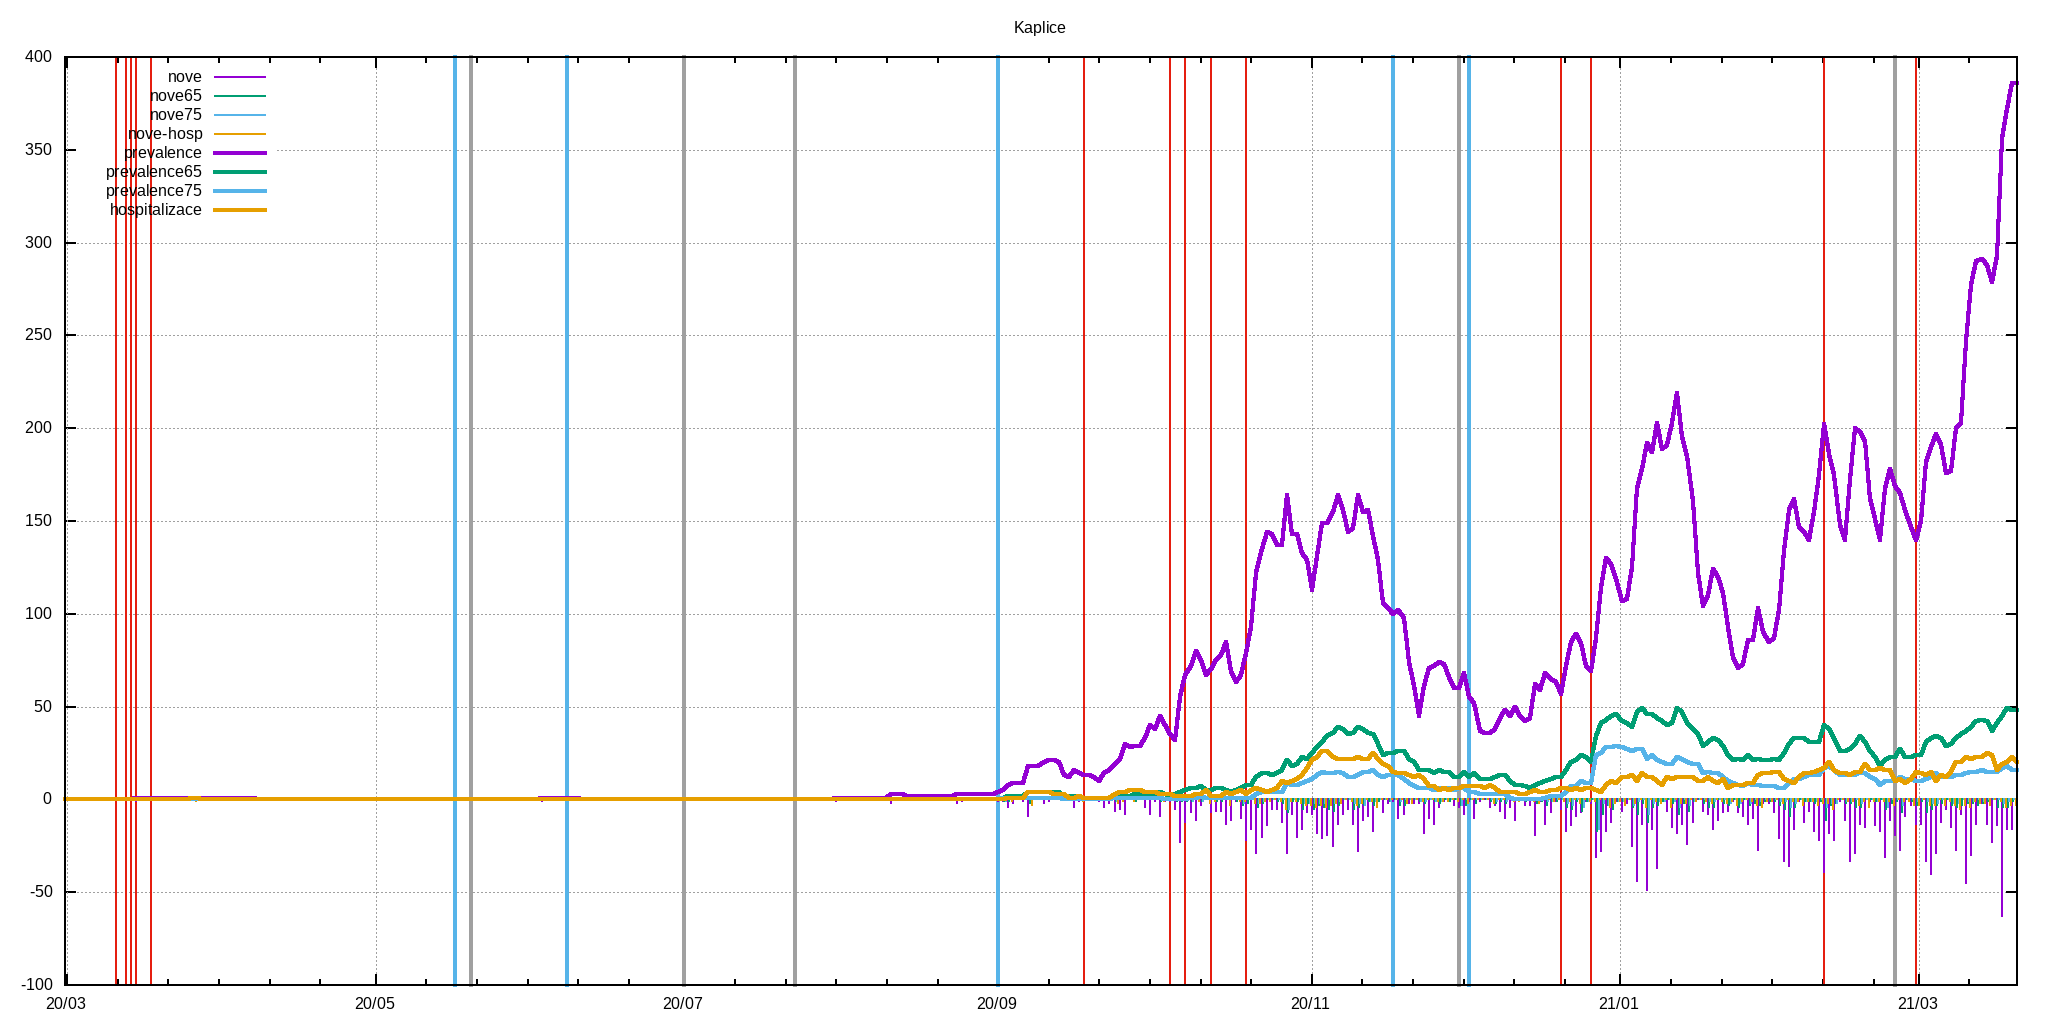 Kaplice
400
350
300
250
200
150
100
50
0
-50
-100
nove
nove65
nove75
nove-hosp
prevalence
prevalence65
prevalence75
hospitalizace
20/03 20/05 20/07 20/09 20/11 21/01 21/03